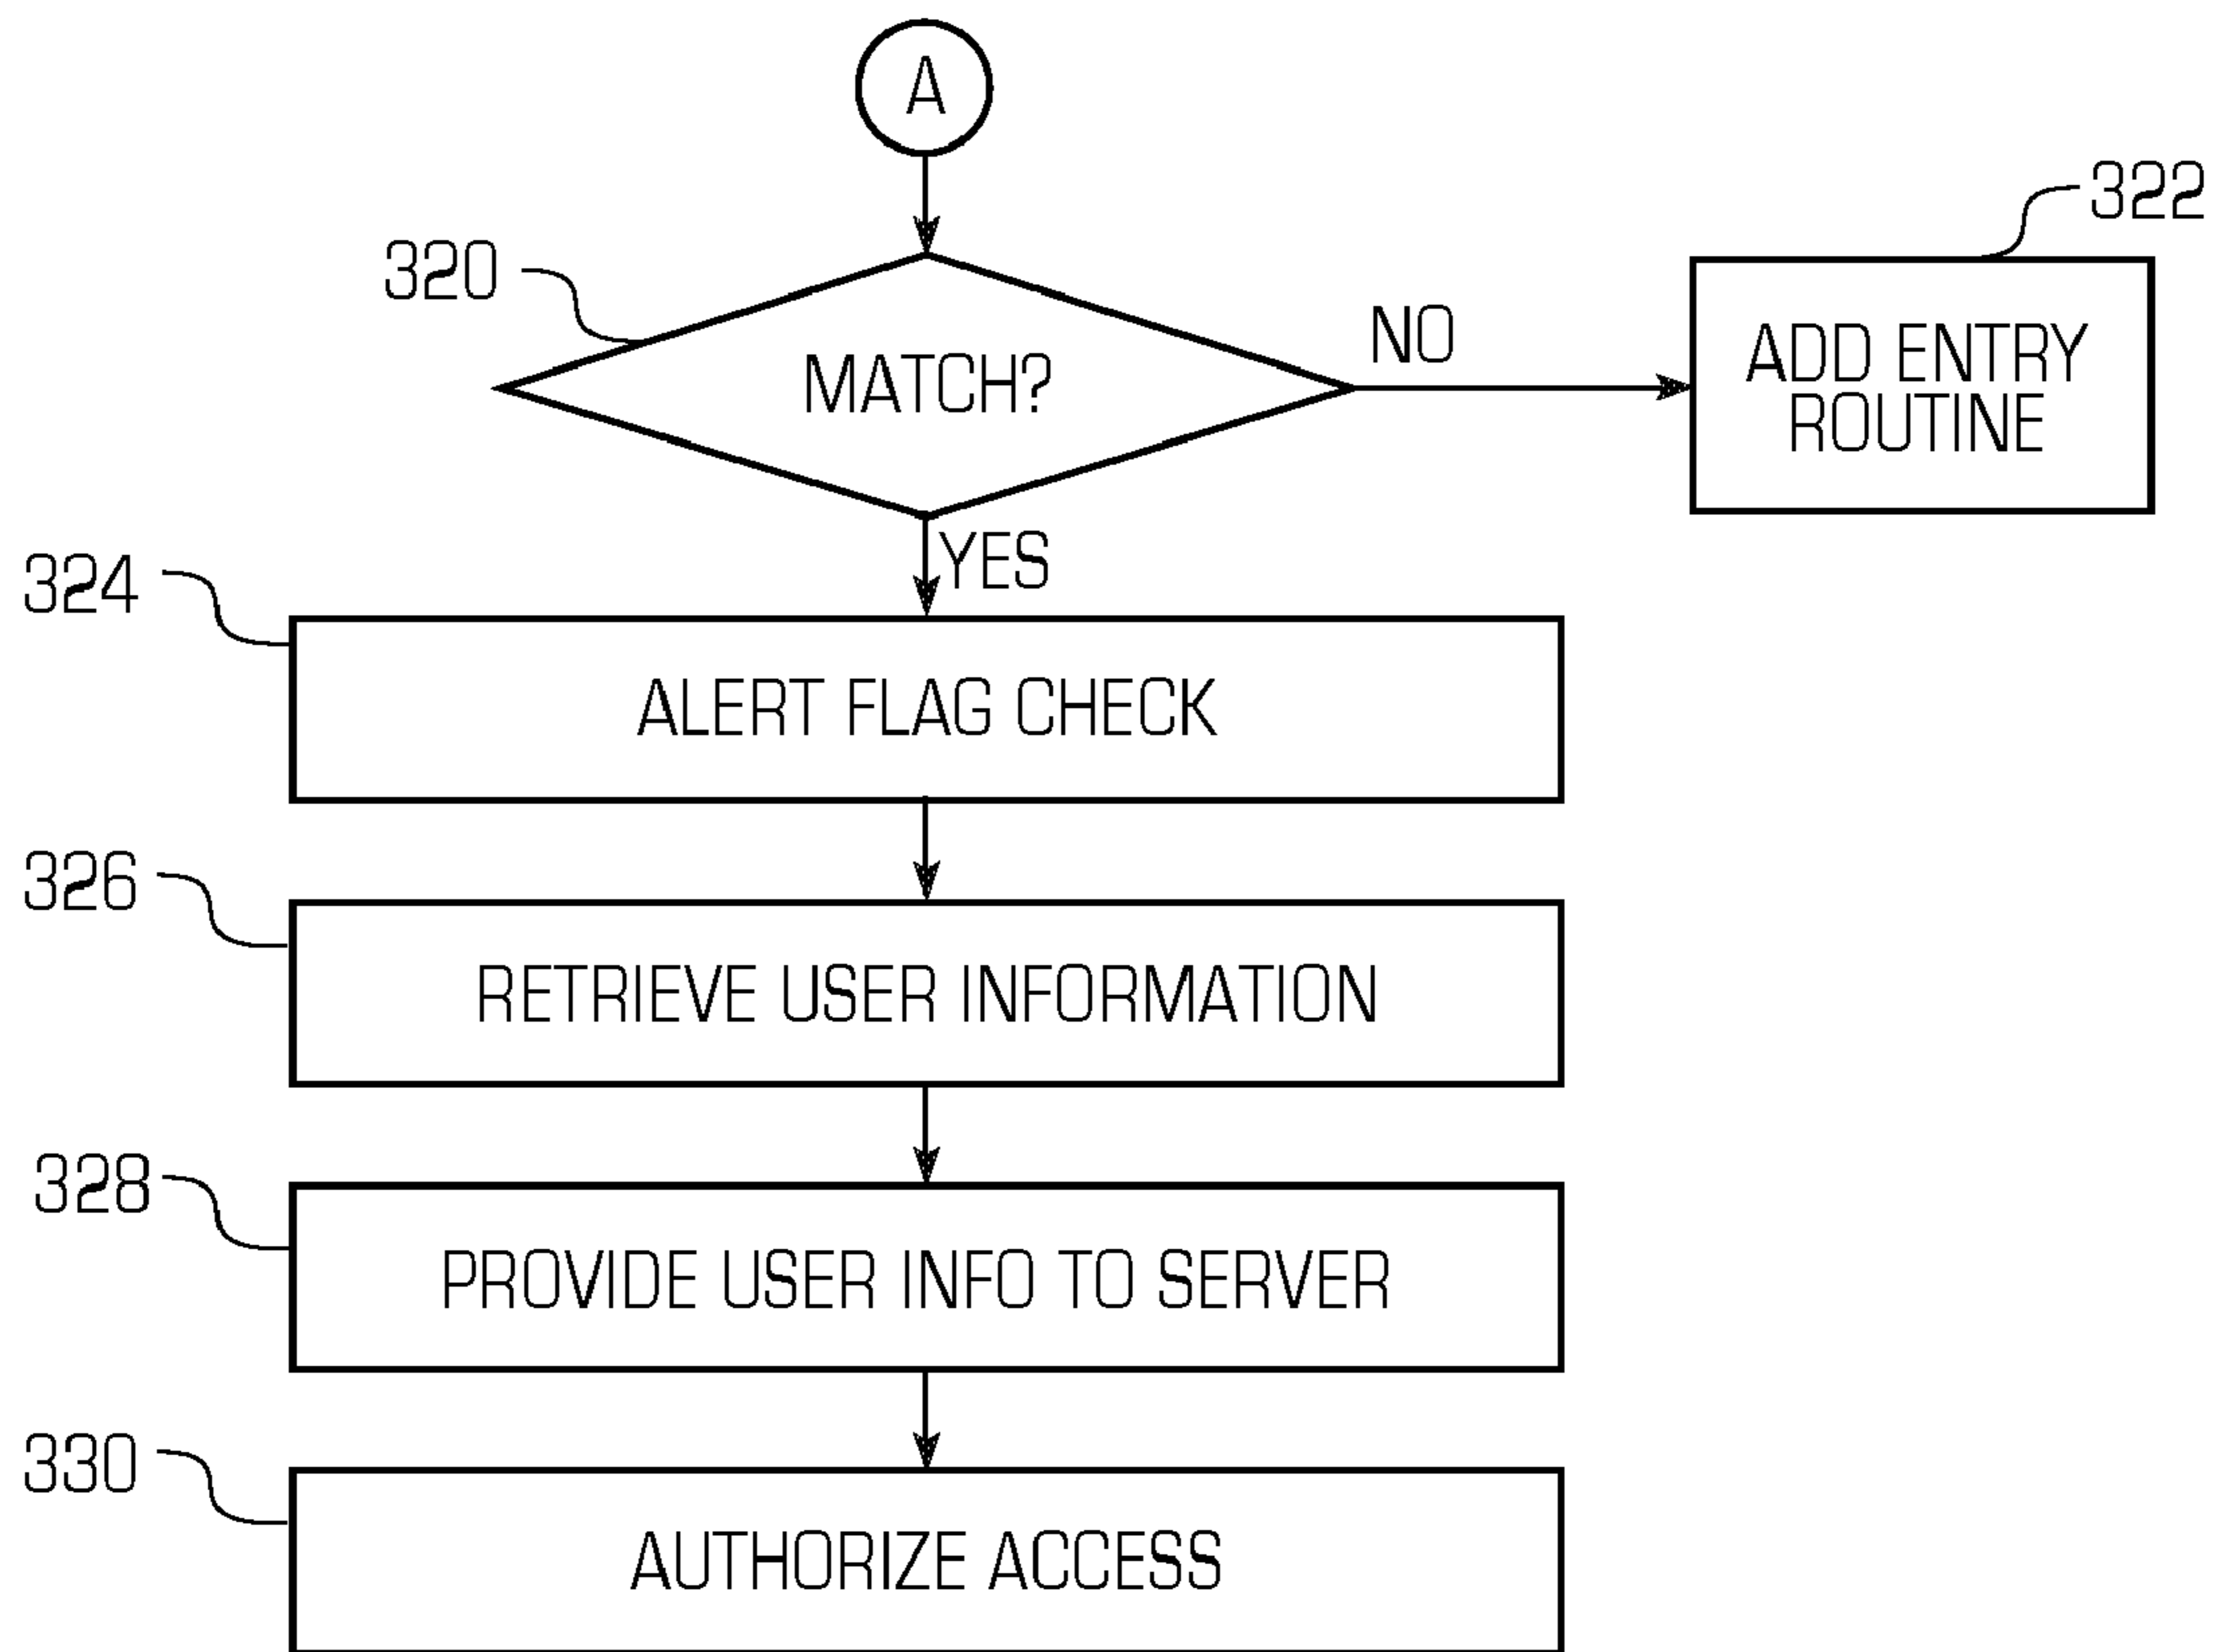 A
322
320
NO
MATCH?
ADD ENTRY
ROUTINE
YES
324
ALERT FLAG CHECK
326
RETRIEVE USER INFORMATION
328
PROVIDE USER INFO TO SERVER
330
AUTHORIZE ACCESS